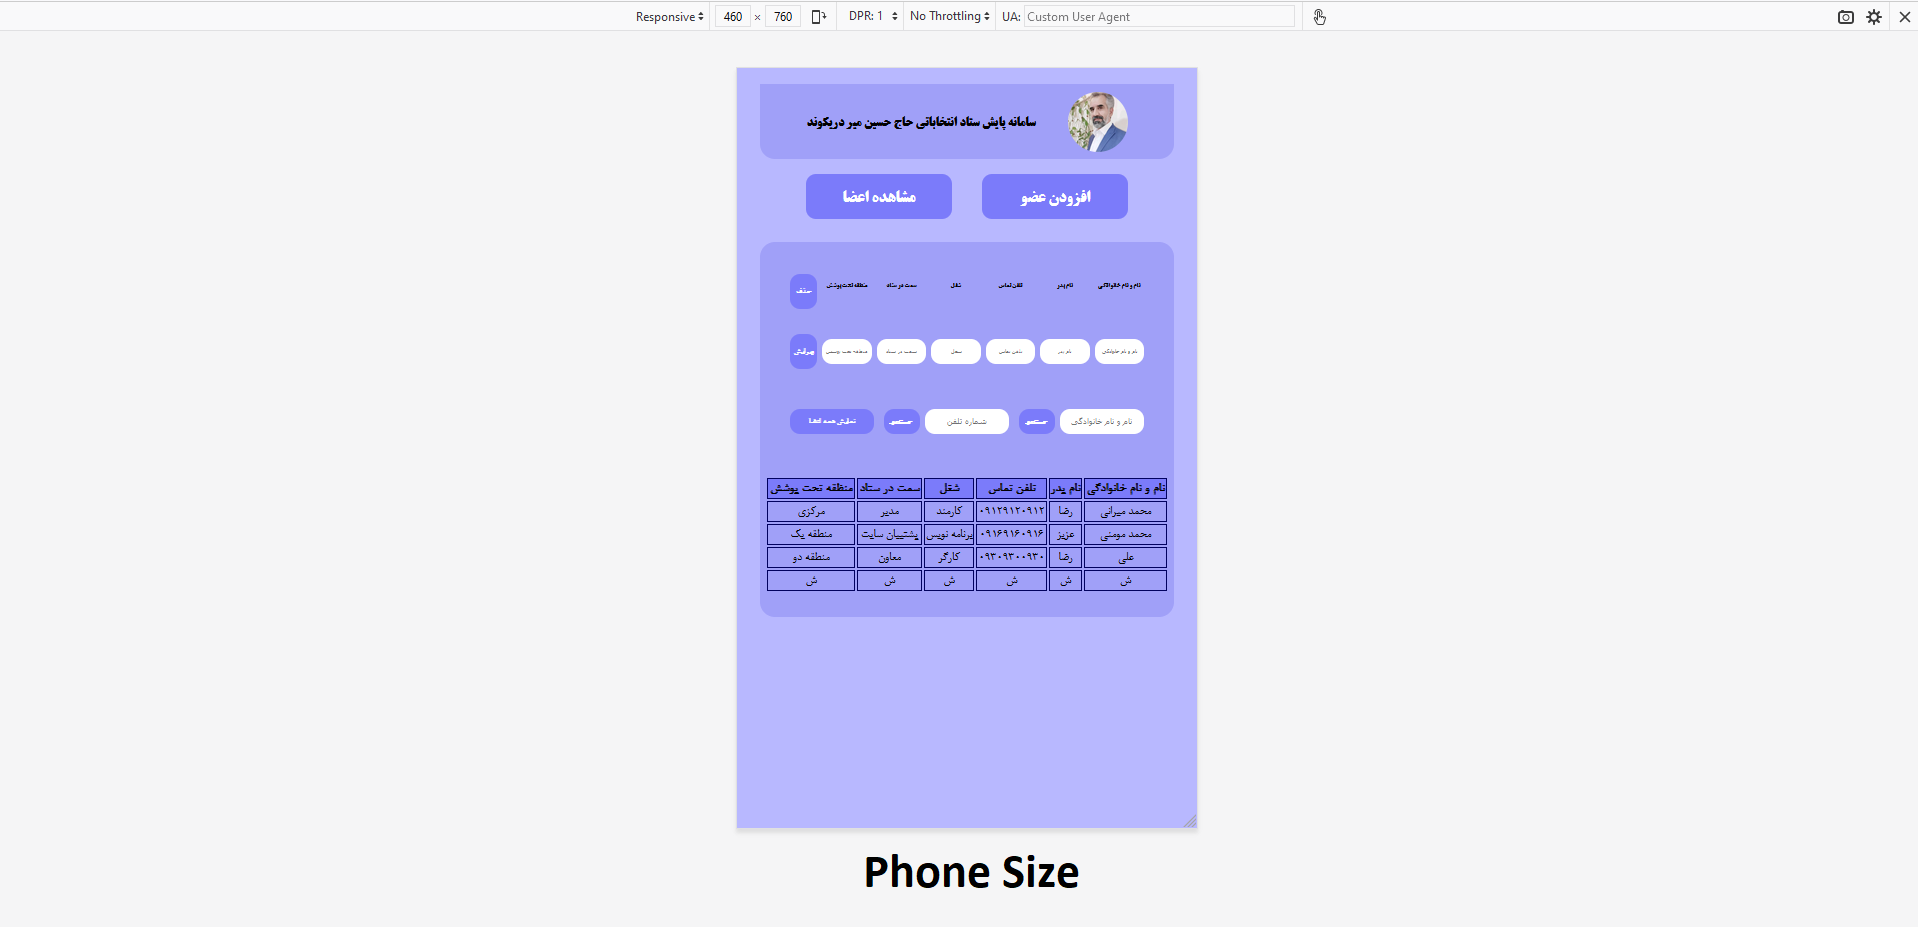 Responsive 460 × 760 DPR: 1 No Throttling UA: Custom User Agent
سامانه پایش ستاد انتخاباتی حاج حسین میر دریکوند
افزودن عضو مشاهده اعضا
نام و نام خانوادگی نام پدر تلفن تماس شغل سمت در ستاد منطقه تحت پوشش حذف
نام و نام خانوادگی نام پدر تلفن تماس شغل سمت در ستاد منطقه تحت پوشش ویرایش
نام و نام خانوادگی جستجو شماره تلفن جستجو نمایش همه اعضا
نام و نام خانوادگی نام پدر تلفن تماس شغل سمت در ستاد منطقه تحت پوشش
محمد میرانی رضا ۰۹۱۲۹۱۲۰۹۱۲ کارمند مدیر مرکزی
محمد مومنی عزیز ۰۹۱۶۹۱۶۰۹۱۶ برنامه نویس پشتیبان سایت منطقه یک
علی رضا ۰۹۳۰۹۳۰۰۹۳۰ کارگر معاون منطقه دو
ش ش ش ش ش ش
Phone Size